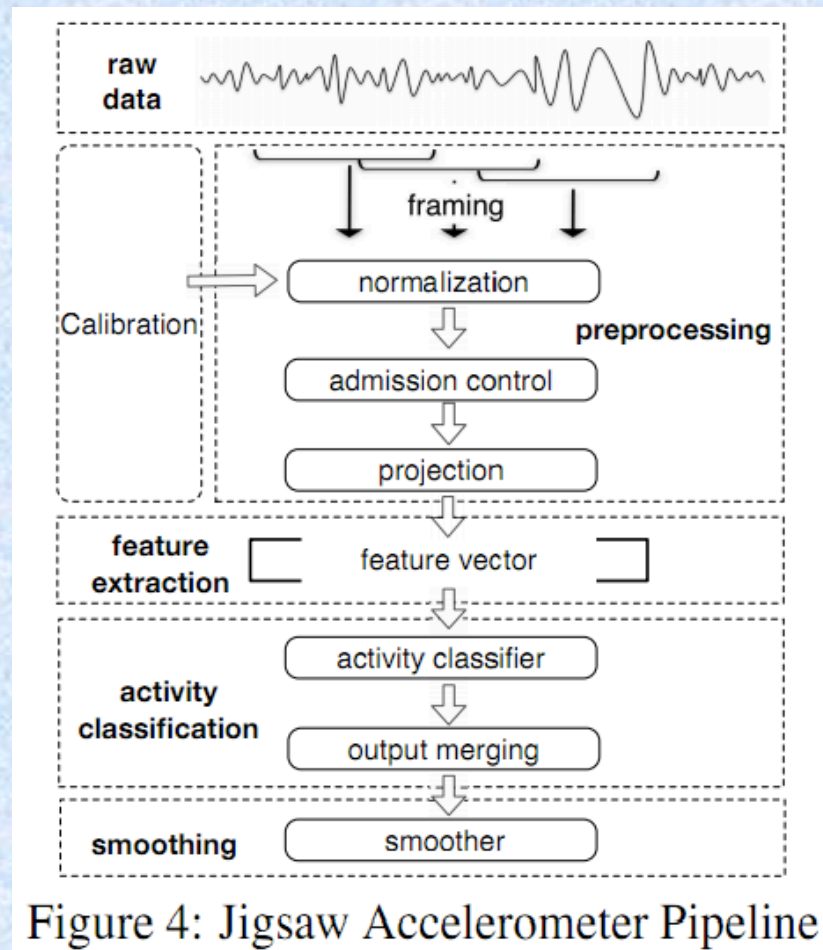 raw
data
framing
normalization
Calibration
preprocessing
admission control
projection
feature
extraction
feature vector
activity classifier
activity
classification
output merging
smoothing
smoother
Figure 4: Jigsaw Accelerometer Pipeline